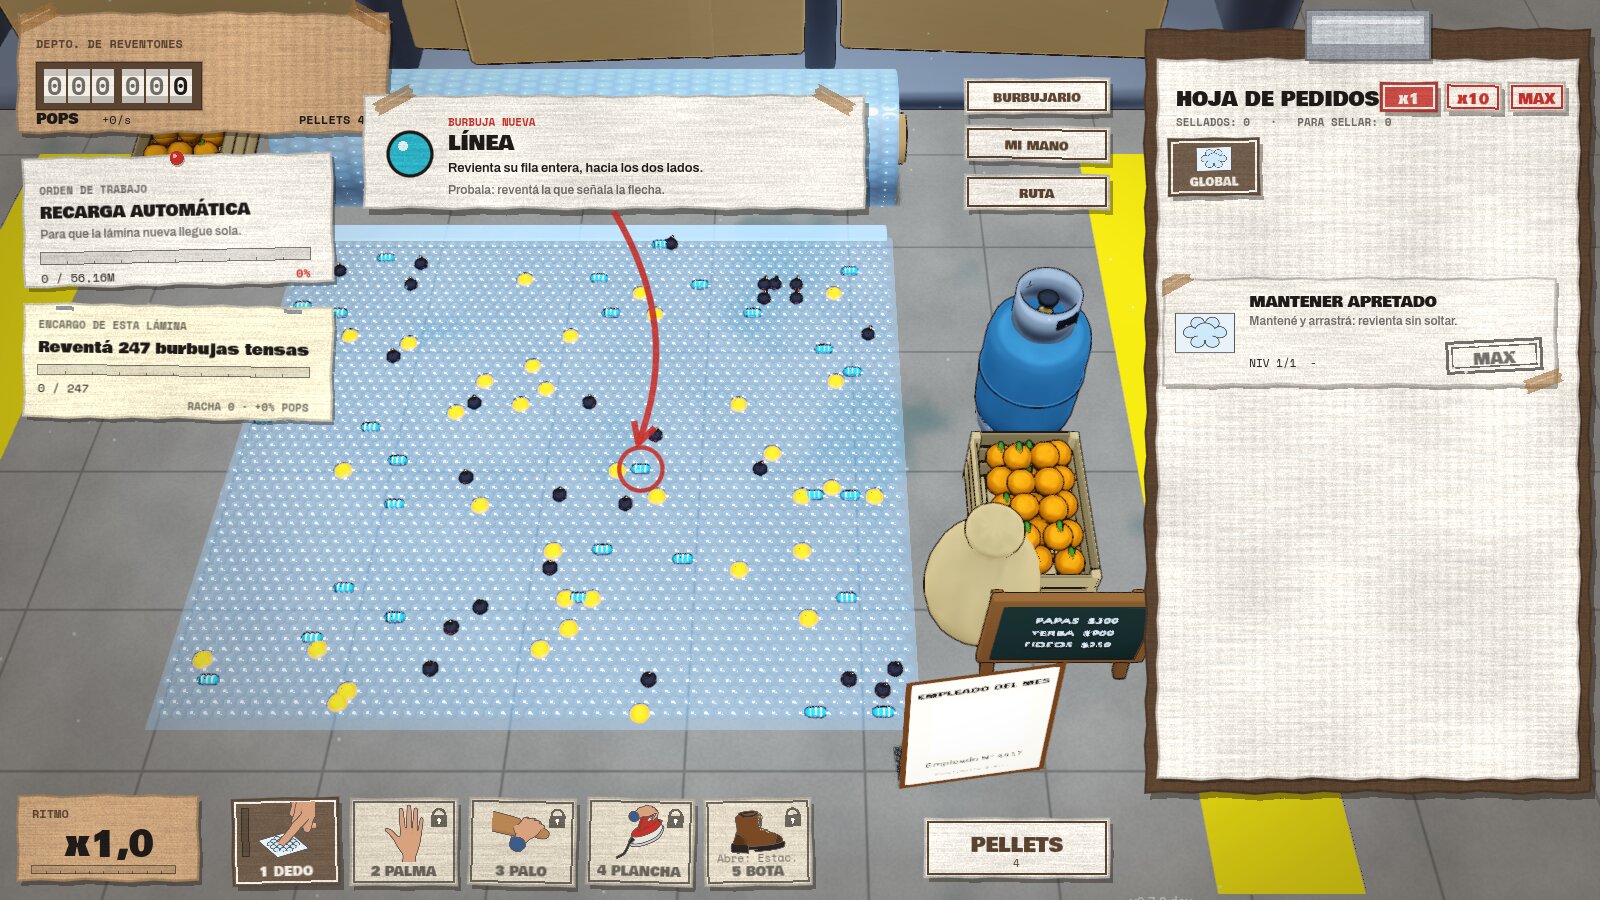 DEPTO. DE REVENTONES
000 000 0
POPS +0/s PELLETS 4
ORDEN DE TRABAJO
RECARGA AUTOMÁTICA
Para que la lámina nueva llegue sola.
0 / 56.16M 0%
ENCARGO DE ESTA LÁMINA
Reventá 247 burbujas tensas
0 / 247
RACHA 0 - +0% POPS
BURBUJA NUEVA
LÍNEA
Revienta su fila entera, hacia los dos lados.
Probala: reventá la que señala la flecha.
BURBUJARIO
MI MANO
RUTA
HOJA DE PEDIDOS
x1 x10 MAX
SELLADOS: 0 · PARA SELLAR: 0
GLOBAL
MANTENER APRETADO
Mantené y arrastrá: revienta sin soltar.
NIV 1/1 -
MAX
PAPAS $300
YERBA $900
FIDEOS $250
EMPLEADO DEL MES
RITMO
x1,0
1 DEDO
2 PALMA
3 PALO
4 PLANCHA
Abre: Estac.
5 BOTA
PELLETS
4